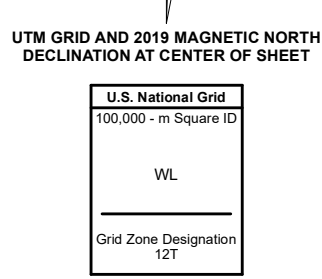 UTM GRID AND 2019 MAGNETIC NORTH
DECLINATION AT CENTER OF SHEET
U.S. National Grid
100,000 - m Square ID
WL
Grid Zone Designation
12T